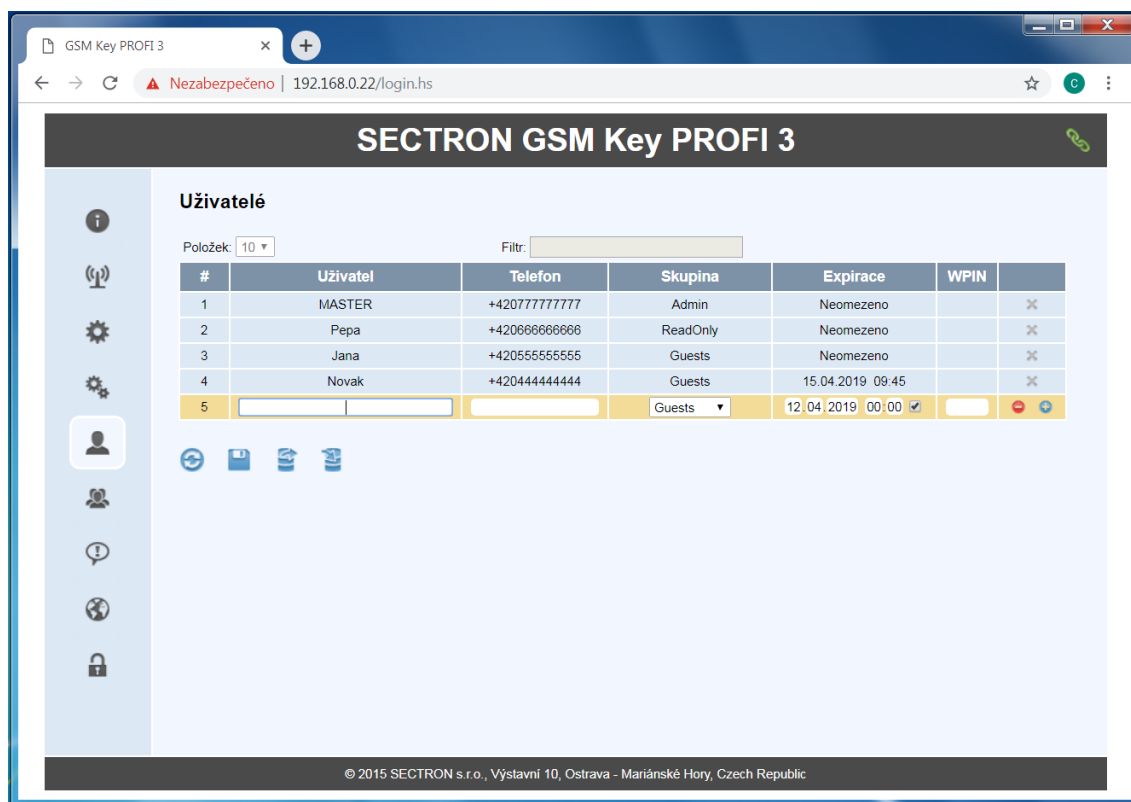 GSM Key PROFI 3
Nezabezpečeno | 192.168.0.22/login.hs
C
SECTRON GSM Key PROFI 3
Uživatelé
Položek: 10 Filtr:
# Uživatel Telefon Skupina Expirace WPIN
1 MASTER +420777777777 Admin Neomezeno
2 Pepa +420666666666 ReadOnly Neomezeno
3 Jana +420555555555 Guests Neomezeno
4 Novak +420444444444 Guests 15.04.2019 09:45
5 Guests 12.04.2019 00:00
© 2015 SECTRON s.r.o., Výstavní 10, Ostrava - Mariánské Hory, Czech Republic